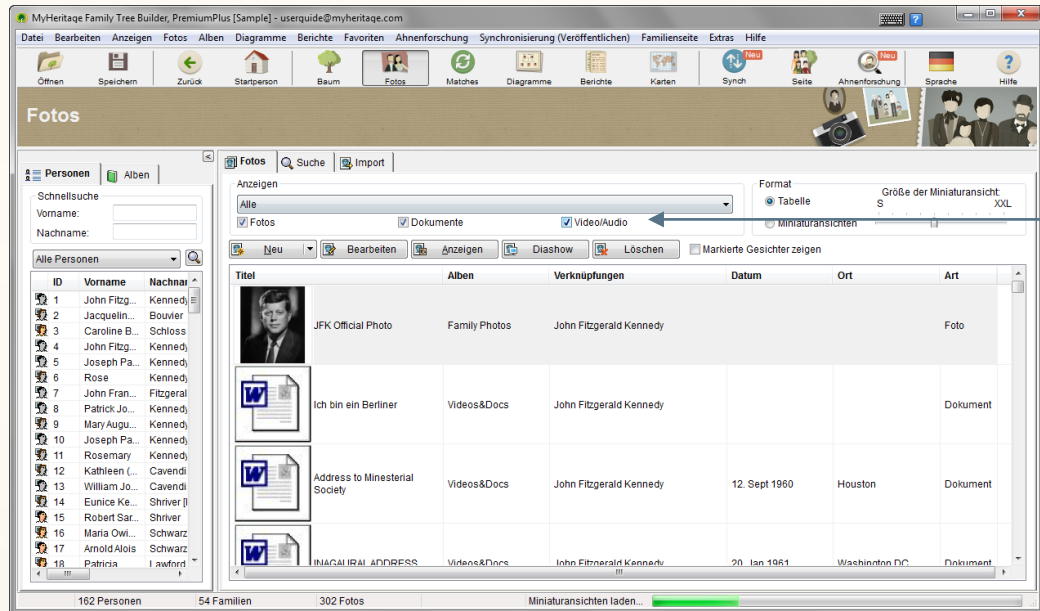 MyHeritage Family Tree Builder, PremiumPlus [Sample] - userguide@myheritage.com
Datei Bearbeiten Anzeigen Fotos Alben Diagramme Berichte Favoriten Ahnenforschung Synchronisierung (Veröffentlichen) Familienseite Extras Hilfe
Öffnen Speichern Zurück Startperson Baum Fotos Matches Diagramme Berichte Karten Synch Neu Seite Ahnenforschung Neu Sprache Hilfe
Fotos
Personen Alben
Fotos Suche Import
Schnellsuche
Vorname:
Nachname:
Alle Personen
ID Vorname Nachnar
1 John Fitzg... Kennedy
2 Jacquelin... Bouvier
3 Caroline B... Schloss
4 John Fitzg... Kennedy
5 Joseph Pa... Kennedy
6 Rose Kennedy
7 John Fran... Fitzgeral
8 Patrick Jo... Kennedy
9 Mary Augu... Kennedy
10 Joseph Pa... Kennedy
11 Rosemary Kennedy
12 Kathleen (... Cavendi
13 William Jo... Cavendi
14 Eunice Ke... Shriver [
15 Robert Sar... Shriver
16 Maria Owi... Schwarz
17 Arnold Alois Schwarz
18 Patricia Lawford
Anzeigen
Alle
Fotos Dokumente Video/Audio
Format
Tabelle
Miniaturansichten
Größe der Miniaturansicht:
S XXL
Neu Bearbeiten Anzeigen Diashow Löschen Markierte Gesichter zeigen
Titel Alben Verknüpfungen Datum Ort Art
JFK Official Photo Family Photos John Fitzgerald Kennedy Foto
W
Ich bin ein Berliner Videos&Docs John Fitzgerald Kennedy Dokument
W
Address to Minesterial
Society Videos&Docs John Fitzgerald Kennedy 12. Sept 1960 Houston Dokument
W
INAGAURAL ADDRESS Videos&Docs John Fitzgerald Kennedy 20. Jan 1961 Washington DC Dokument
162 Personen 54 Familien 302 Fotos Miniaturansichten laden...